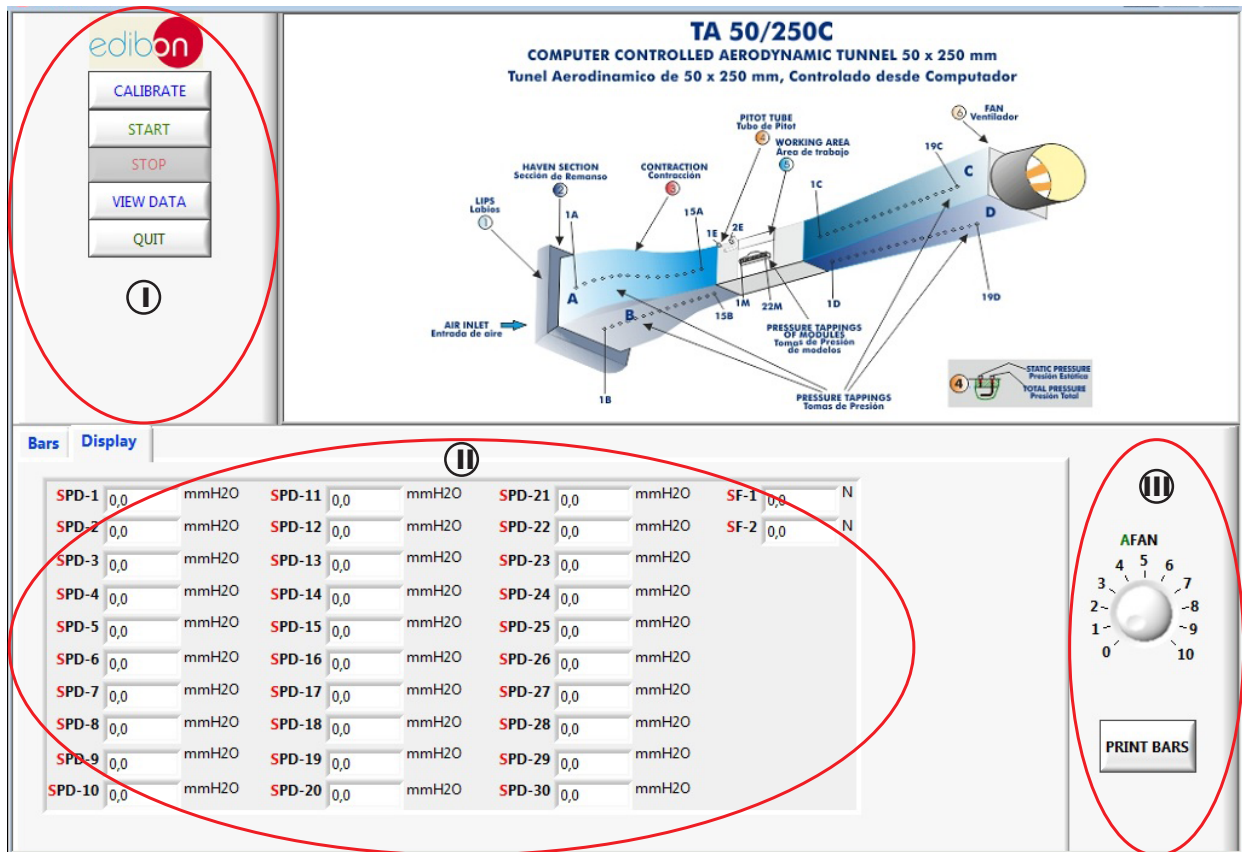 edibon
CALIBRATE
START
STOP
VIEW DATA
QUIT
I
TA 50/250C
COMPUTER CONTROLLED AERODYNAMIC TUNNEL 50 x 250 mm
Tunel Aerodinamico de 50 x 250 mm, Controlado desde Computador
LIPS
Labios
1
HAVEN SECTION
Sección de Remanso
2
CONTRACTION
Contracción
3
PITOT TUBE
Tubo de Pitot
4
WORKING AREA
Area de trabajo
5
6
FAN
Ventilador
1A
15A
1E
2E
1C
19C
A
B
C
D
1M
22M
15B
1D
19D
1B
AIR INLET
Entrada de aire
PRESSURE TAPPINGS
OF MODULES
Tomas de Presión
de modelos
PRESSURE TAPPINGS
Tomas de Presión
4
STATIC PRESSURE
Presión Estática
TOTAL PRESSURE
Presión Total
Bars Display
II
SPD-1 0,0 mmH2O SPD-11 0,0 mmH2O SPD-21 0,0 mmH2O SF-1 0,0 N
SPD-2 0,0 mmH2O SPD-12 0,0 mmH2O SPD-22 0,0 mmH2O SF-2 0,0 N
SPD-3 0,0 mmH2O SPD-13 0,0 mmH2O SPD-23 0,0 mmH2O
SPD-4 0,0 mmH2O SPD-14 0,0 mmH2O SPD-24 0,0 mmH2O
SPD-5 0,0 mmH2O SPD-15 0,0 mmH2O SPD-25 0,0 mmH2O
SPD-6 0,0 mmH2O SPD-16 0,0 mmH2O SPD-26 0,0 mmH2O
SPD-7 0,0 mmH2O SPD-17 0,0 mmH2O SPD-27 0,0 mmH2O
SPD-8 0,0 mmH2O SPD-18 0,0 mmH2O SPD-28 0,0 mmH2O
SPD-9 0,0 mmH2O SPD-19 0,0 mmH2O SPD-29 0,0 mmH2O
SPD-10 0,0 mmH2O SPD-20 0,0 mmH2O SPD-30 0,0 mmH2O
III
AFAN
0 1 2 3 4 5 6 7 8 9 10
PRINT BARS